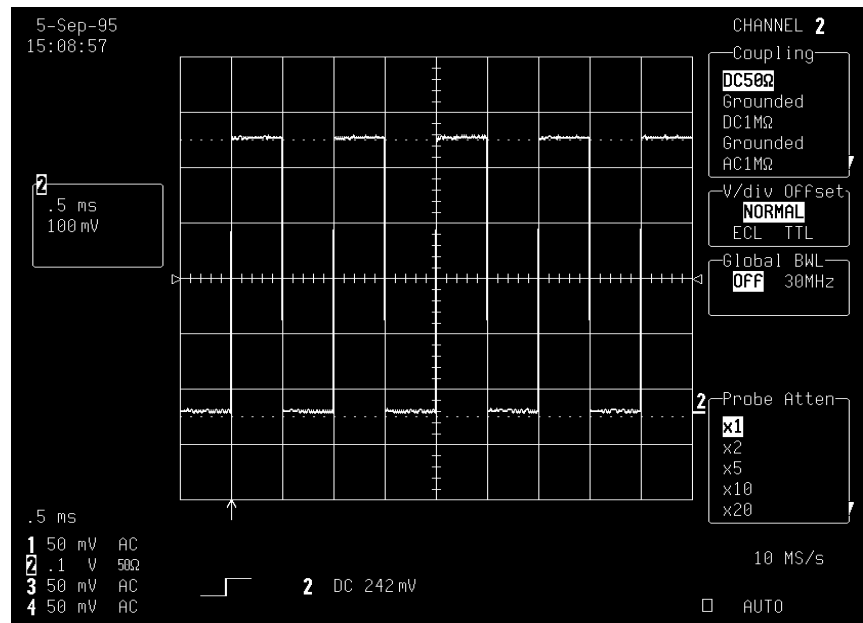 5-Sep-95
15:08:57
2
.5 ms
100 mV
CHANNEL 2
Coupling
DC50Ω
Grounded
DC1MΩ
Grounded
AC1MΩ
V/div Offset
NORMAL
ECL TTL
Global BWL
Off 30MHz
2
Probe Atten
x1
x2
x5
x10
x20
.5 ms
1 50 mV AC
2 .1 V 50Ω
3 50 mV AC
4 50 mV AC
2 DC 242 mV
10 MS/s
AUTO